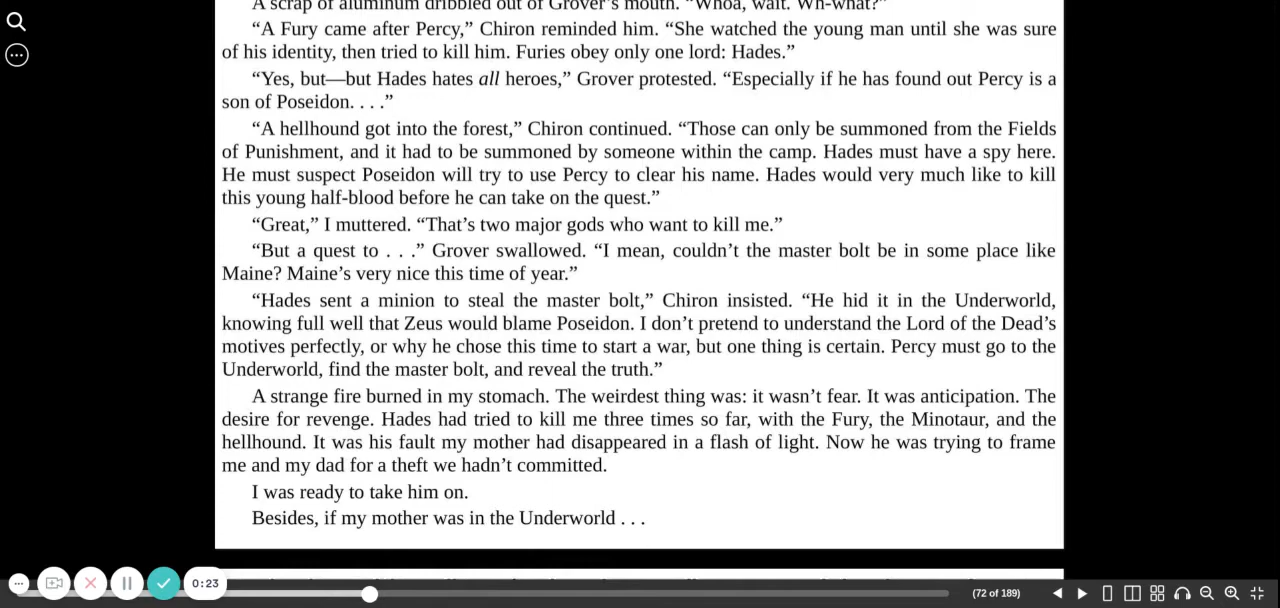 A scrap of aluminum dribbled out of Grover’s mouth. “Whoa, wait. Wh-what?”
“A Fury came after Percy,” Chiron reminded him. “She watched the young man until she was sure
of his identity, then tried to kill him. Furies obey only one lord: Hades.”
“Yes, but—but Hades hates all heroes,” Grover protested. “Especially if he has found out Percy is a
son of Poseidon. . . .”
“A hellhound got into the forest,” Chiron continued. “Those can only be summoned from the Fields
of Punishment, and it had to be summoned by someone within the camp. Hades must have a spy here.
He must suspect Poseidon will try to use Percy to clear his name. Hades would very much like to kill
this young half-blood before he can take on the quest.”
“Great,” I muttered. “That’s two major gods who want to kill me.”
“But a quest to . . .” Grover swallowed. “I mean, couldn’t the master bolt be in some place like
Maine? Maine’s very nice this time of year.”
“Hades sent a minion to steal the master bolt,” Chiron insisted. “He hid it in the Underworld,
knowing full well that Zeus would blame Poseidon. I don’t pretend to understand the Lord of the Dead’s
motives perfectly, or why he chose this time to start a war, but one thing is certain. Percy must go to the
Underworld, find the master bolt, and reveal the truth.”
A strange fire burned in my stomach. The weirdest thing was: it wasn’t fear. It was anticipation. The
desire for revenge. Hades had tried to kill me three times so far, with the Fury, the Minotaur, and the
hellhound. It was his fault my mother had disappeared in a flash of light. Now he was trying to frame
me and my dad for a theft we hadn’t committed.
I was ready to take him on.
Besides, if my mother was in the Underworld . . .
0:23
(72 of 189)